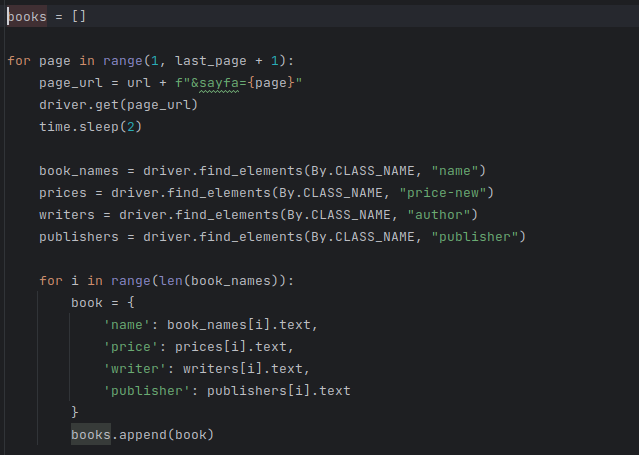 books = []
for page in range(1, last_page + 1):
page_url = url + f"&sayfa={page}"
driver.get(page_url)
time.sleep(2)
book_names = driver.find_elements(By.CLASS_NAME, "name")
prices = driver.find_elements(By.CLASS_NAME, "price-new")
writers = driver.find_elements(By.CLASS_NAME, "author")
publishers = driver.find_elements(By.CLASS_NAME, "publisher")
for i in range(len(book_names)):
book = {
'name': book_names[i].text,
'price': prices[i].text,
'writer': writers[i].text,
'publisher': publishers[i].text
}
books.append(book)